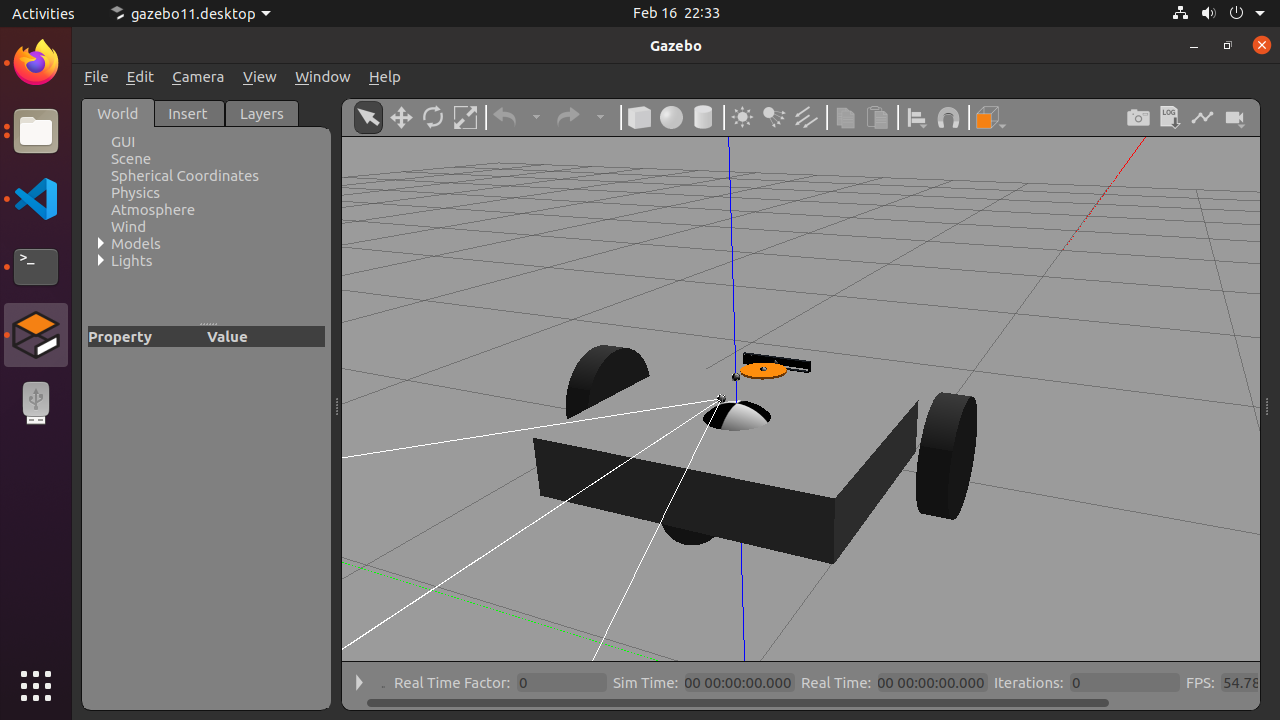 Activities gazebo11.desktop Feb 16 22:33
Gazebo
File Edit Camera View Window Help
World Insert Layers
LOG
GUI
Scene
Spherical Coordinates
Physics
Atmosphere
Wind
Models
Lights
Property Value
>_
Real Time Factor: 0 Sim Time: 00 00:00:00.000 Real Time: 00 00:00:00.000 Iterations: 0 FPS: 54.78